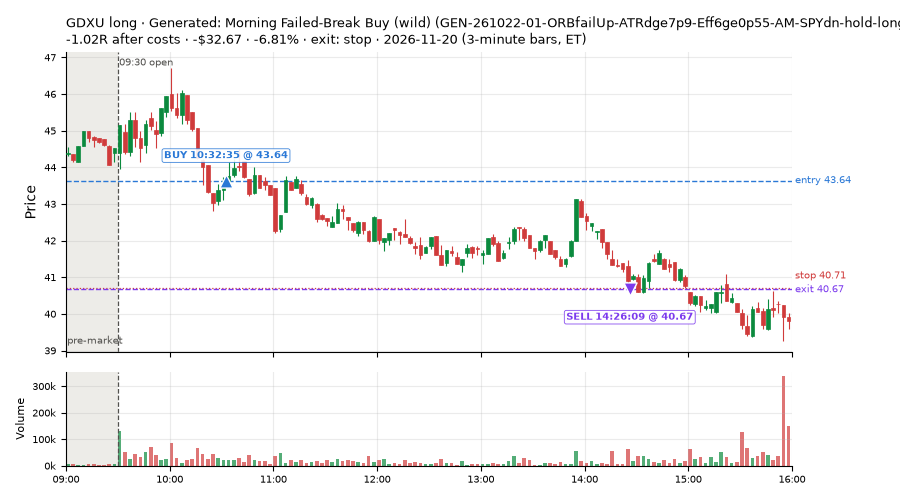 GDXU long · Generated: Morning Failed-Break Buy (wild) (GEN-261022-01-ORBfailUp-ATRdge7p9-Eff6ge0p55-AM-SPYdn-hold-long
-1.02R after costs · -$32.67 · -6.81% · exit: stop · 2026-11-20 (3-minute bars, ET)
47
09:30 open
46
45
BUY 10:32:35 @ 43.64
44
entry 43.64
Price
43
42
41
stop 40.71
exit 40.67
SELL 14:26:09 @ 40.67
40
pre-market
39
300k
200k
Volume
100k
0k
09:00 10:00 11:00 12:00 13:00 14:00 15:00 16:00